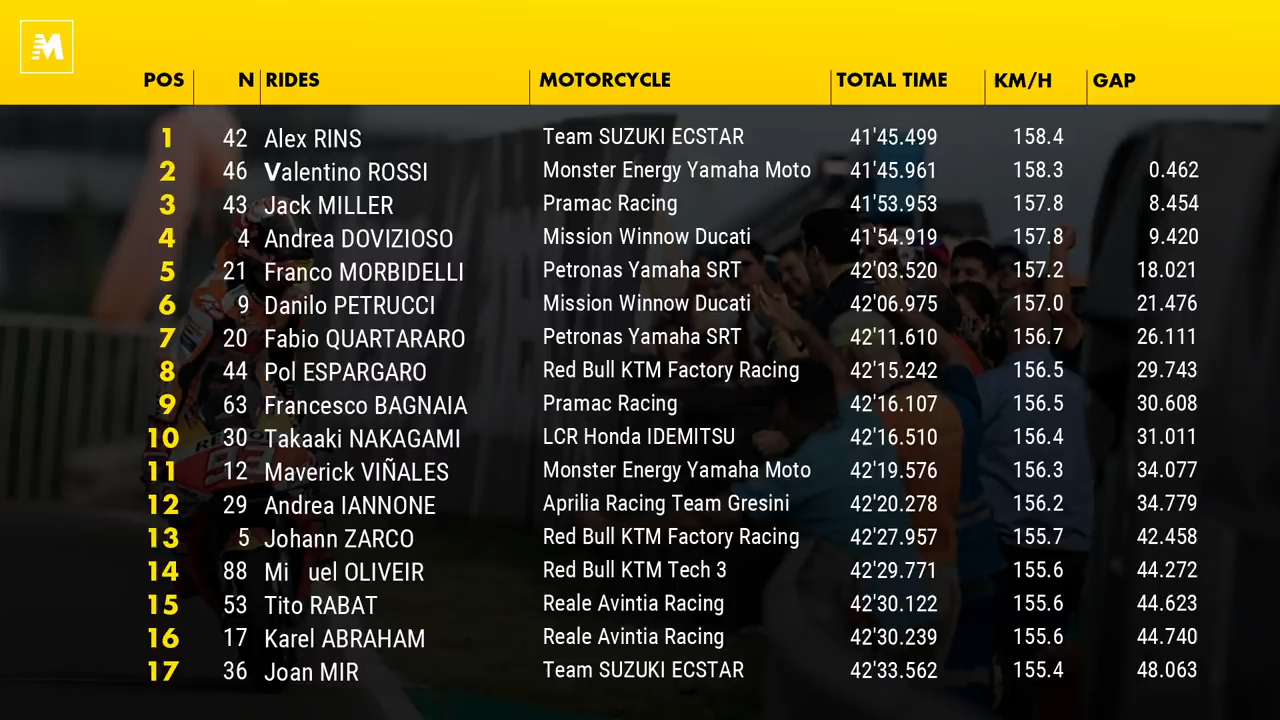 M
POS N RIDES MOTORCYCLE TOTAL TIME KM/H GAP
1 42 Alex RINS Team SUZUKI ECSTAR 41'45.499 158.4
2 46 Valentino ROSSI Monster Energy Yamaha Moto 41'45.961 158.3 0.462
3 43 Jack MILLER Pramac Racing 41'53.953 157.8 8.454
4 4 Andrea DOVIZIOSO Mission Winnow Ducati 41'54.919 157.8 9.420
5 21 Franco MORBIDELLI Petronas Yamaha SRT 42'03.520 157.2 18.021
6 9 Danilo PETRUCCI Mission Winnow Ducati 42'06.975 157.0 21.476
7 20 Fabio QUARTARARO Petronas Yamaha SRT 42'11.610 156.7 26.111
8 44 Pol ESPARGARO Red Bull KTM Factory Racing 42'15.242 156.5 29.743
9 63 Francesco BAGNAIA Pramac Racing 42'16.107 156.5 30.608
10 30 Takaaki NAKAGAMI LCR Honda IDEMITSU 42'16.510 156.4 31.011
11 12 Maverick VIÑALES Monster Energy Yamaha Moto 42'19.576 156.3 34.077
12 29 Andrea IANNONE Aprilia Racing Team Gresini 42'20.278 156.2 34.779
13 5 Johann ZARCO Red Bull KTM Factory Racing 42'27.957 155.7 42.458
14 88 Mi uel OLIVEIR Red Bull KTM Tech 3 42'29.771 155.6 44.272
15 53 Tito RABAT Reale Avintia Racing 42'30.122 155.6 44.623
16 17 Karel ABRAHAM Reale Avintia Racing 42'30.239 155.6 44.740
17 36 Joan MIR Team SUZUKI ECSTAR 42'33.562 155.4 48.063
93